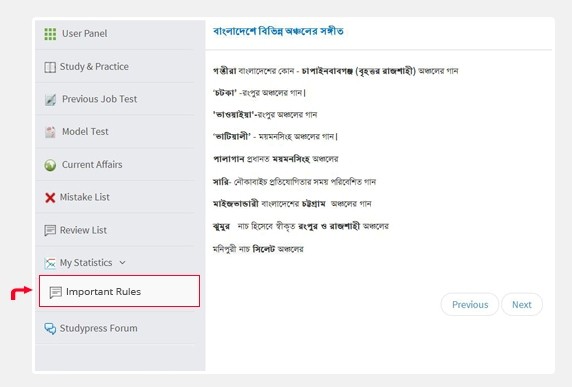 User Panel
Study & Practice
Previous Job Test
Model Test
Current Affairs
Mistake List
Review List
My Statistics
Important Rules
Studypress Forum
বাংলাদেশে বিভিন্ন অঞ্চলের সঙ্গীত
গম্ভীরা বাংলাদেশের কোন - চাপাইনবাবগঞ্জ (বৃহত্তর রাজশাহী) অঞ্চলের গান
'চটকা' -রংপুর অঞ্চলের গান।
'ভাওয়াইয়া'-রংপুর অঞ্চলের গান
'ভাটিয়ালী' - ময়মনসিংহ অঞ্চলের গান।
পালাগান প্রধানত ময়মনসিংহ অঞ্চলের
সারি- নৌকাবাইচ প্রতিযোগিতার সময় পরিবেশিত গান
মাইজভান্ডারী বাংলাদেশের চট্টগ্রাম অঞ্চলের গান
ঝুমুর নাচ হিসেবে স্বীকৃত রংপুর ও রাজশাহী অঞ্চলের
মনিপুরী নাচ সিলেট অঞ্চলের
Previous Next